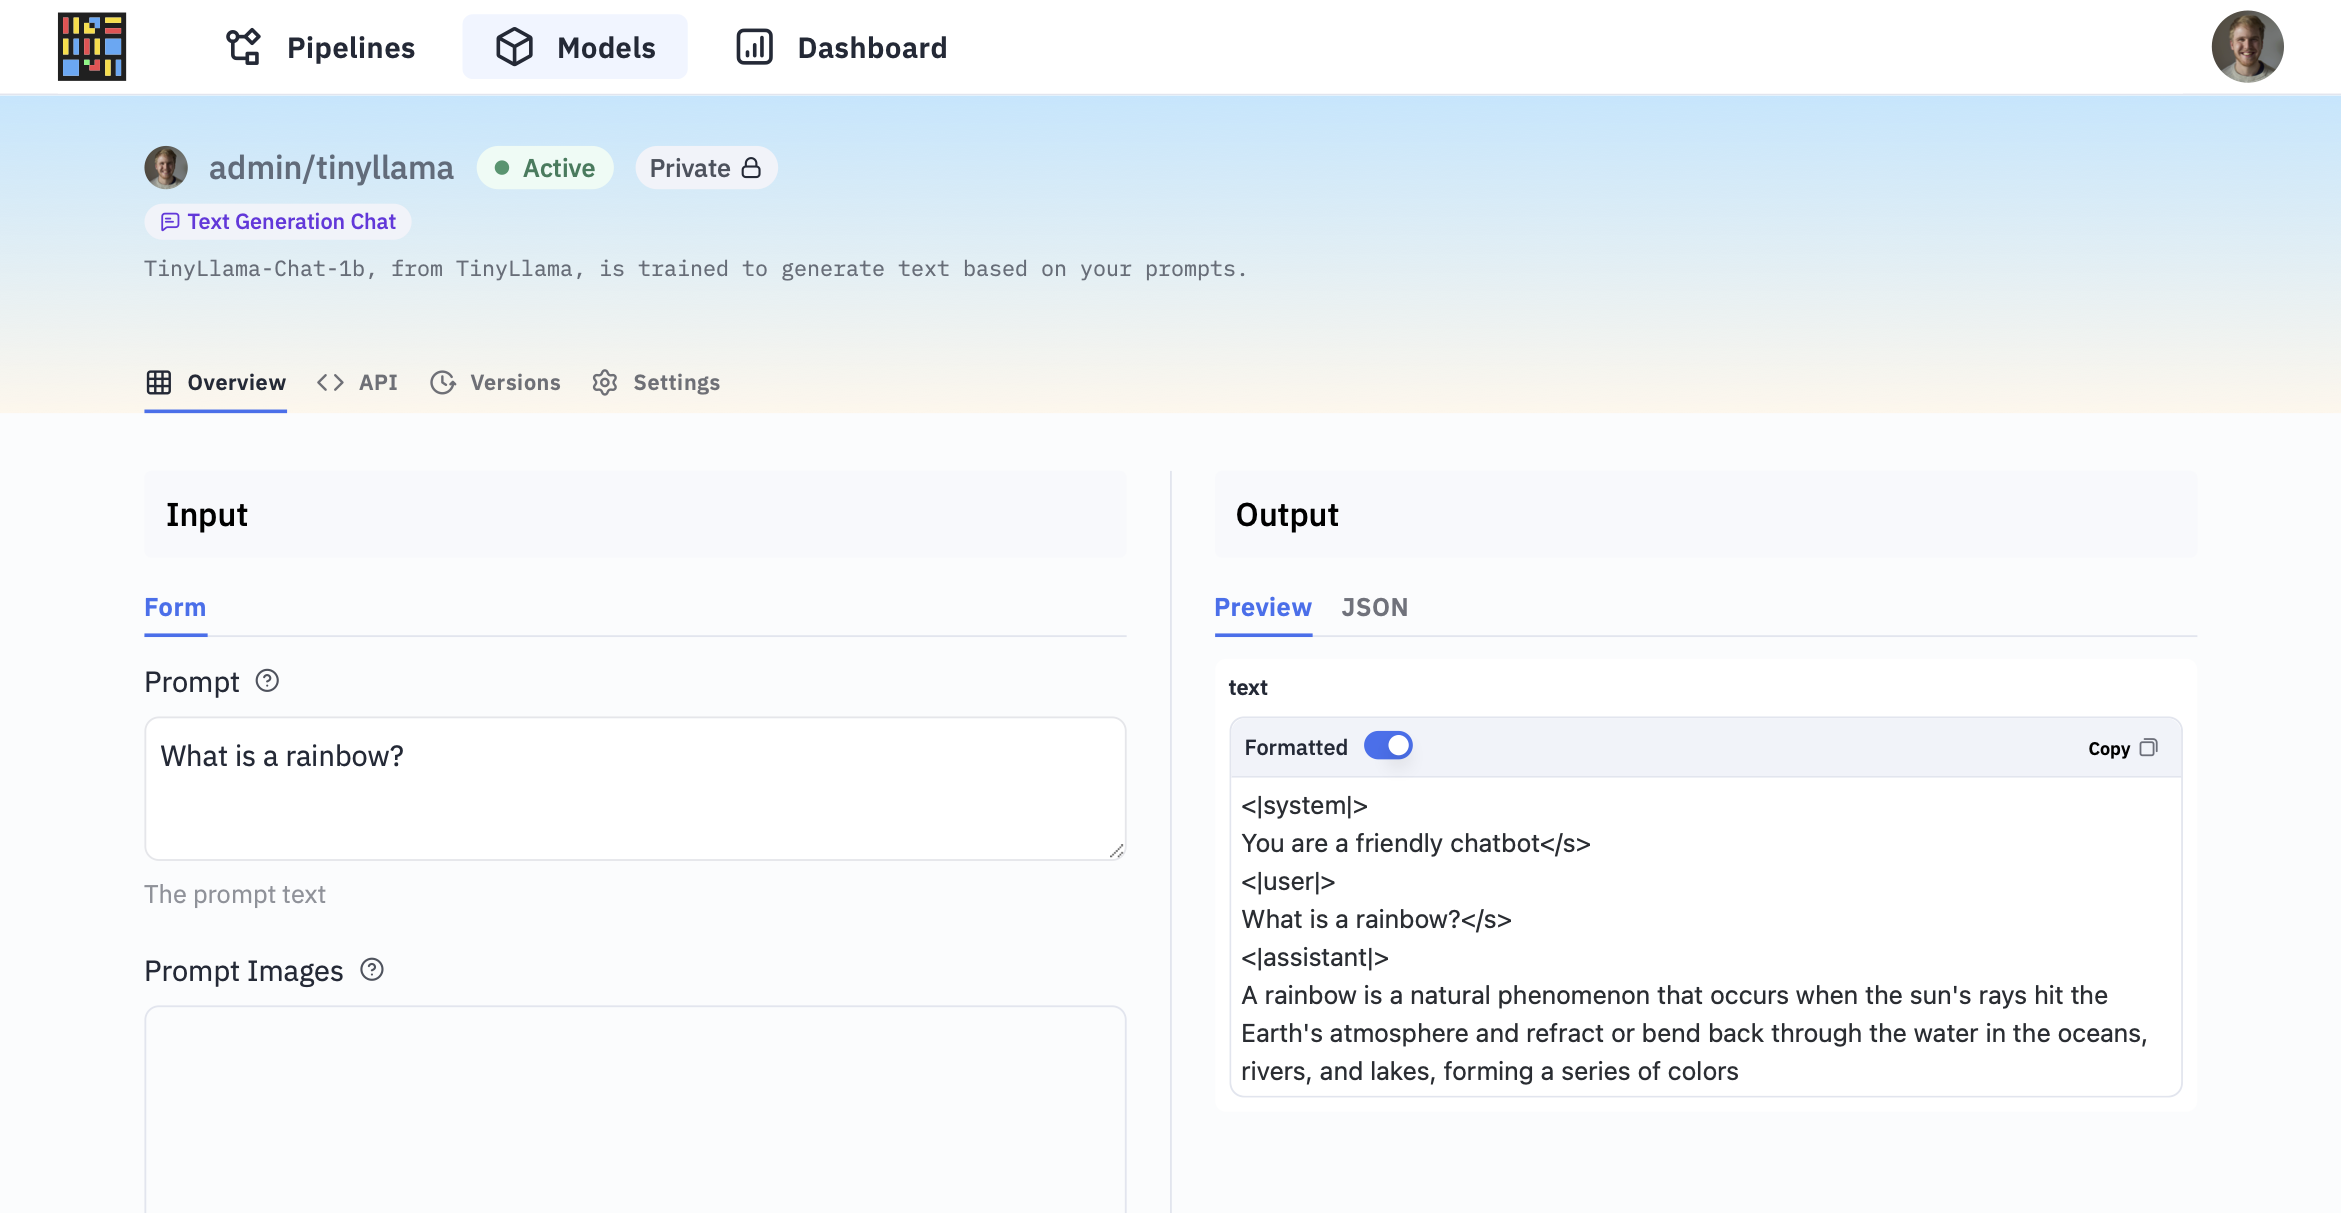 Pipelines
Models
Dashboard
admin/tinyllama
Active
Private
Text Generation Chat
TinyLlama-Chat-1b, from TinyLlama, is trained to generate text based on your prompts.
Overview
API
Versions
Settings
Input
Form
Prompt
What is a rainbow?
The prompt text
Prompt Images
Output
Preview
JSON
text
Formatted
Copy
<|system|>
You are a friendly chatbot</s>
<|user|>
What is a rainbow?</s>
<|assistant|>
A rainbow is a natural phenomenon that occurs when the sun's rays hit the
Earth's atmosphere and refract or bend back through the water in the oceans,
rivers, and lakes, forming a series of colors